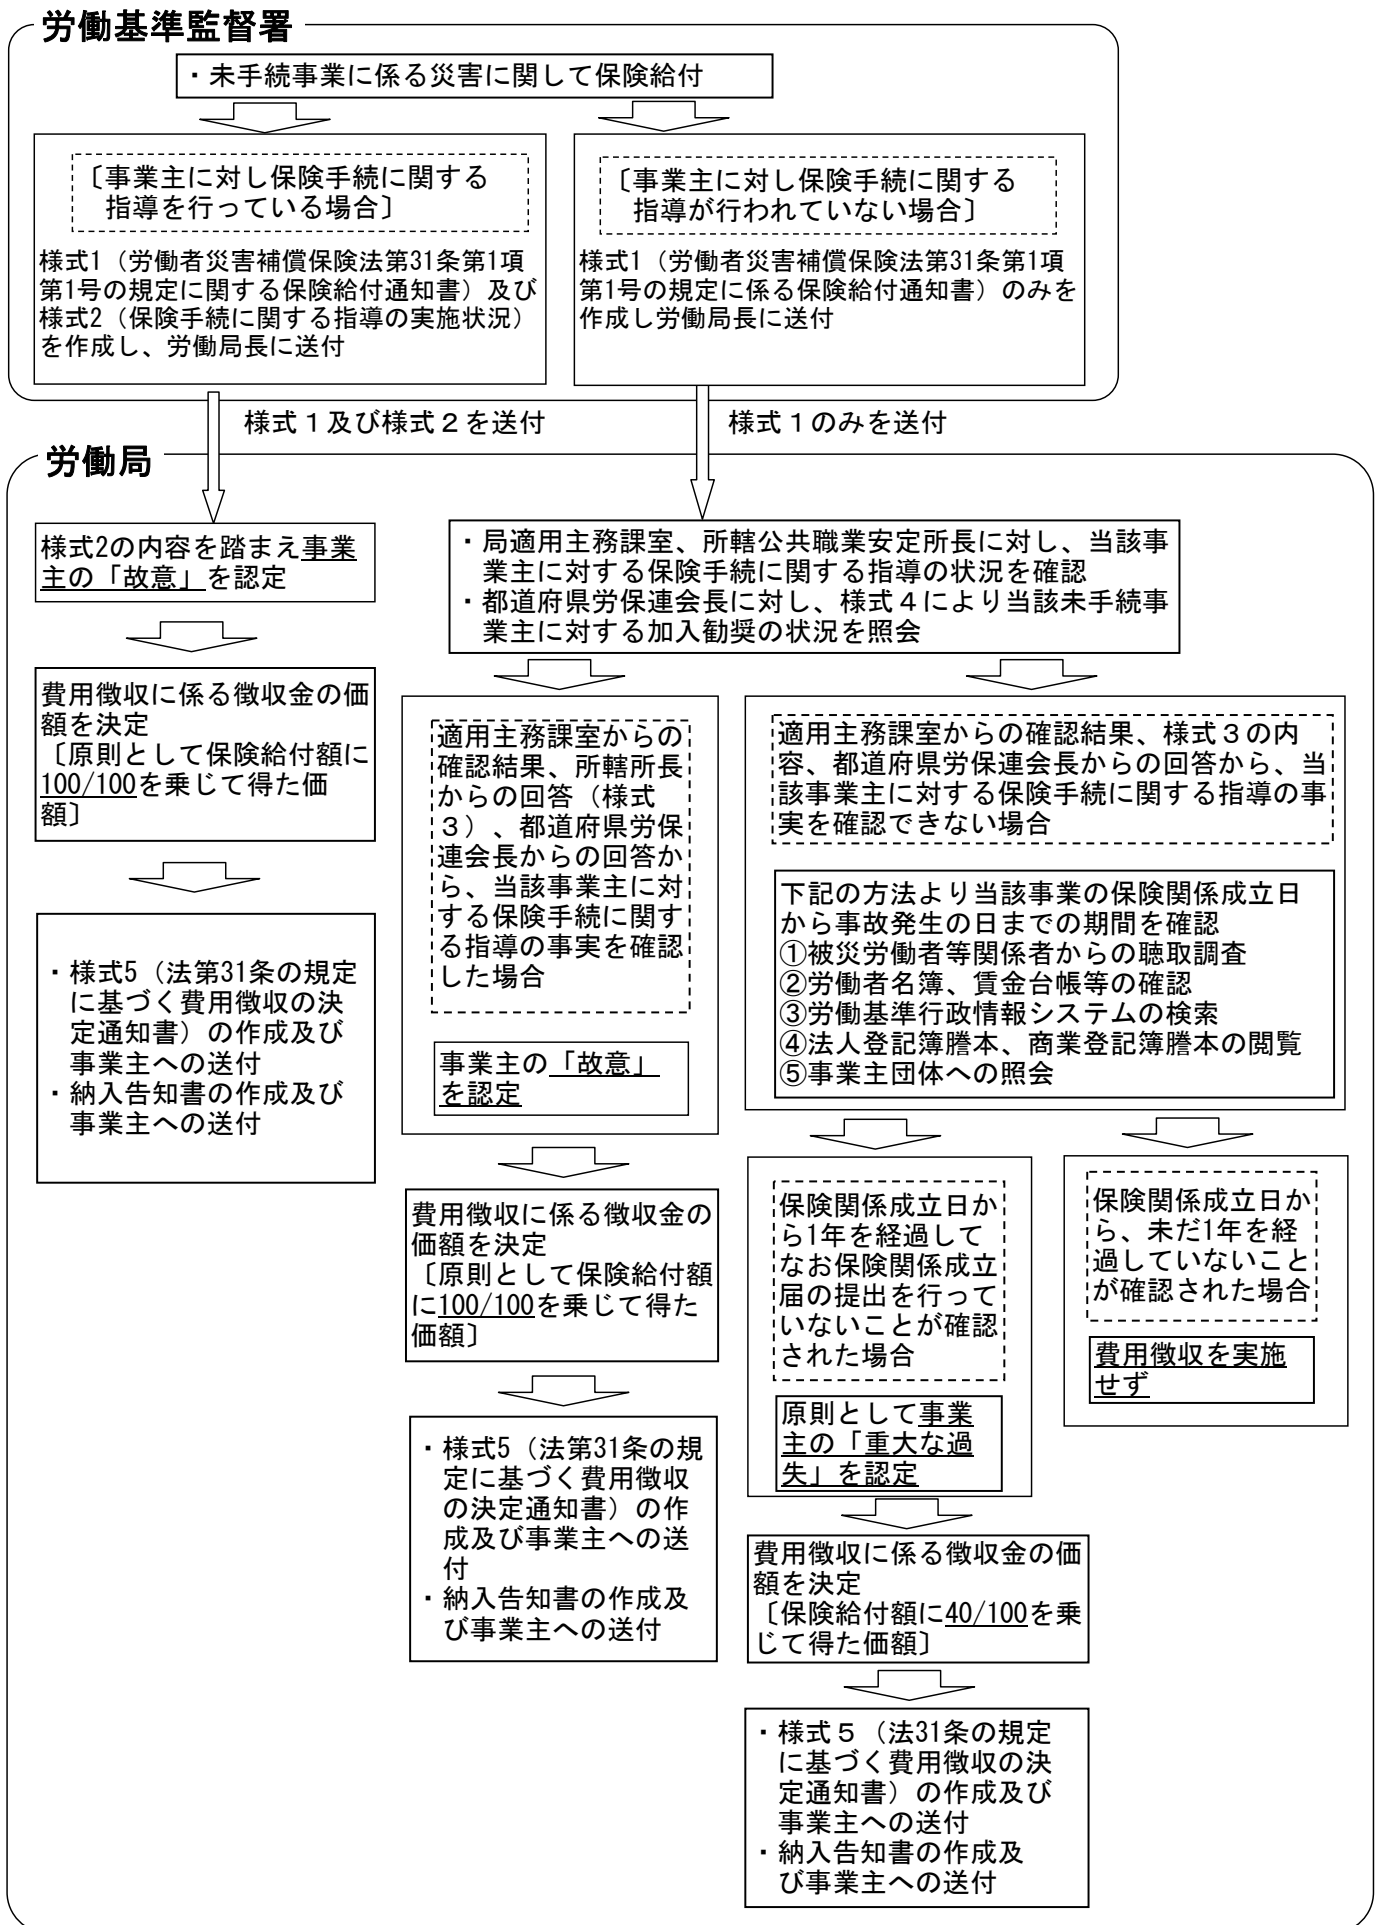 労働基準監督署
・未手続事業に係る災害に関して保険給付
〔事業主に対し保険手続に関する
指導を行っている場合〕
様式1（労働者災害補償保険法第31条第1項
第1号の規定に関する保険給付通知書）及び
様式2（保険手続に関する指導の実施状況）
を作成し、労働局長に送付
〔事業主に対し保険手続に関する
指導が行われていない場合〕
様式1（労働者災害補償保険法第31条第1項
第1号の規定に係る保険給付通知書）のみを
作成し労働局長に送付
様式１及び様式２を送付
様式１のみを送付
労働局
様式2の内容を踏まえ事業
主の「故意」を認定
費用徴収に係る徴収金の価
額を決定
〔原則として保険給付額に
100/100を乗じて得た価
額〕
・様式5（法第31条の規定
に基づく費用徴収の決
定通知書）の作成及び
事業主への送付
・納入告知書の作成及び
事業主への送付
・局適用主務課室、所轄公共職業安定所長に対し、当該事
業主に対する保険手続に関する指導の状況を確認
・都道府県労保連会長に対し、様式４により当該未手続事
業主に対する加入勧奨の状況を照会
適用主務課室からの
確認結果、所轄所長
からの回答（様式
３）、都道府県労保
連会長からの回答か
ら、当該事業主に対
する保険手続に関す
る指導の事実を確認
した場合
事業主の「故意」
を認定
費用徴収に係る徴収金の
価額を決定
〔原則として保険給付額
に100/100を乗じて得た
価額〕
・様式5（法第31条の規
定に基づく費用徴収
の決定通知書）の作
成及び事業主への送
付
・納入告知書の作成及
び事業主への送付
適用主務課室からの確認結果、様式３の内
容、都道府県労保連会長からの回答から、当
該事業主に対する保険手続に関する指導の事
実を確認できない場合
下記の方法より当該事業の保険関係成立日
から事故発生の日までの期間を確認
①被災労働者等関係者からの聴取調査
②労働者名簿、賃金台帳等の確認
③労働基準行政情報システムの検索
④法人登記簿謄本、商業登記簿謄本の閲覧
⑤事業主団体への照会
保険関係成立日か
ら1年を経過して
なお保険関係成立
届の提出を行って
いないことが確認
された場合
原則として事業
主の「重大な過
失」を認定
費用徴収に係る徴収金の価
額を決定
〔保険給付額に40/100を乗
じて得た価額〕
・様式５（法31条の規定
に基づく費用徴収の決
定通知書）の作成及び
事業主への送付
・納入告知書の作成及
び事業主への送付
保険関係成立日か
ら、未だ1年を経
過していないこと
が確認された場合
費用徴収を実施
せず